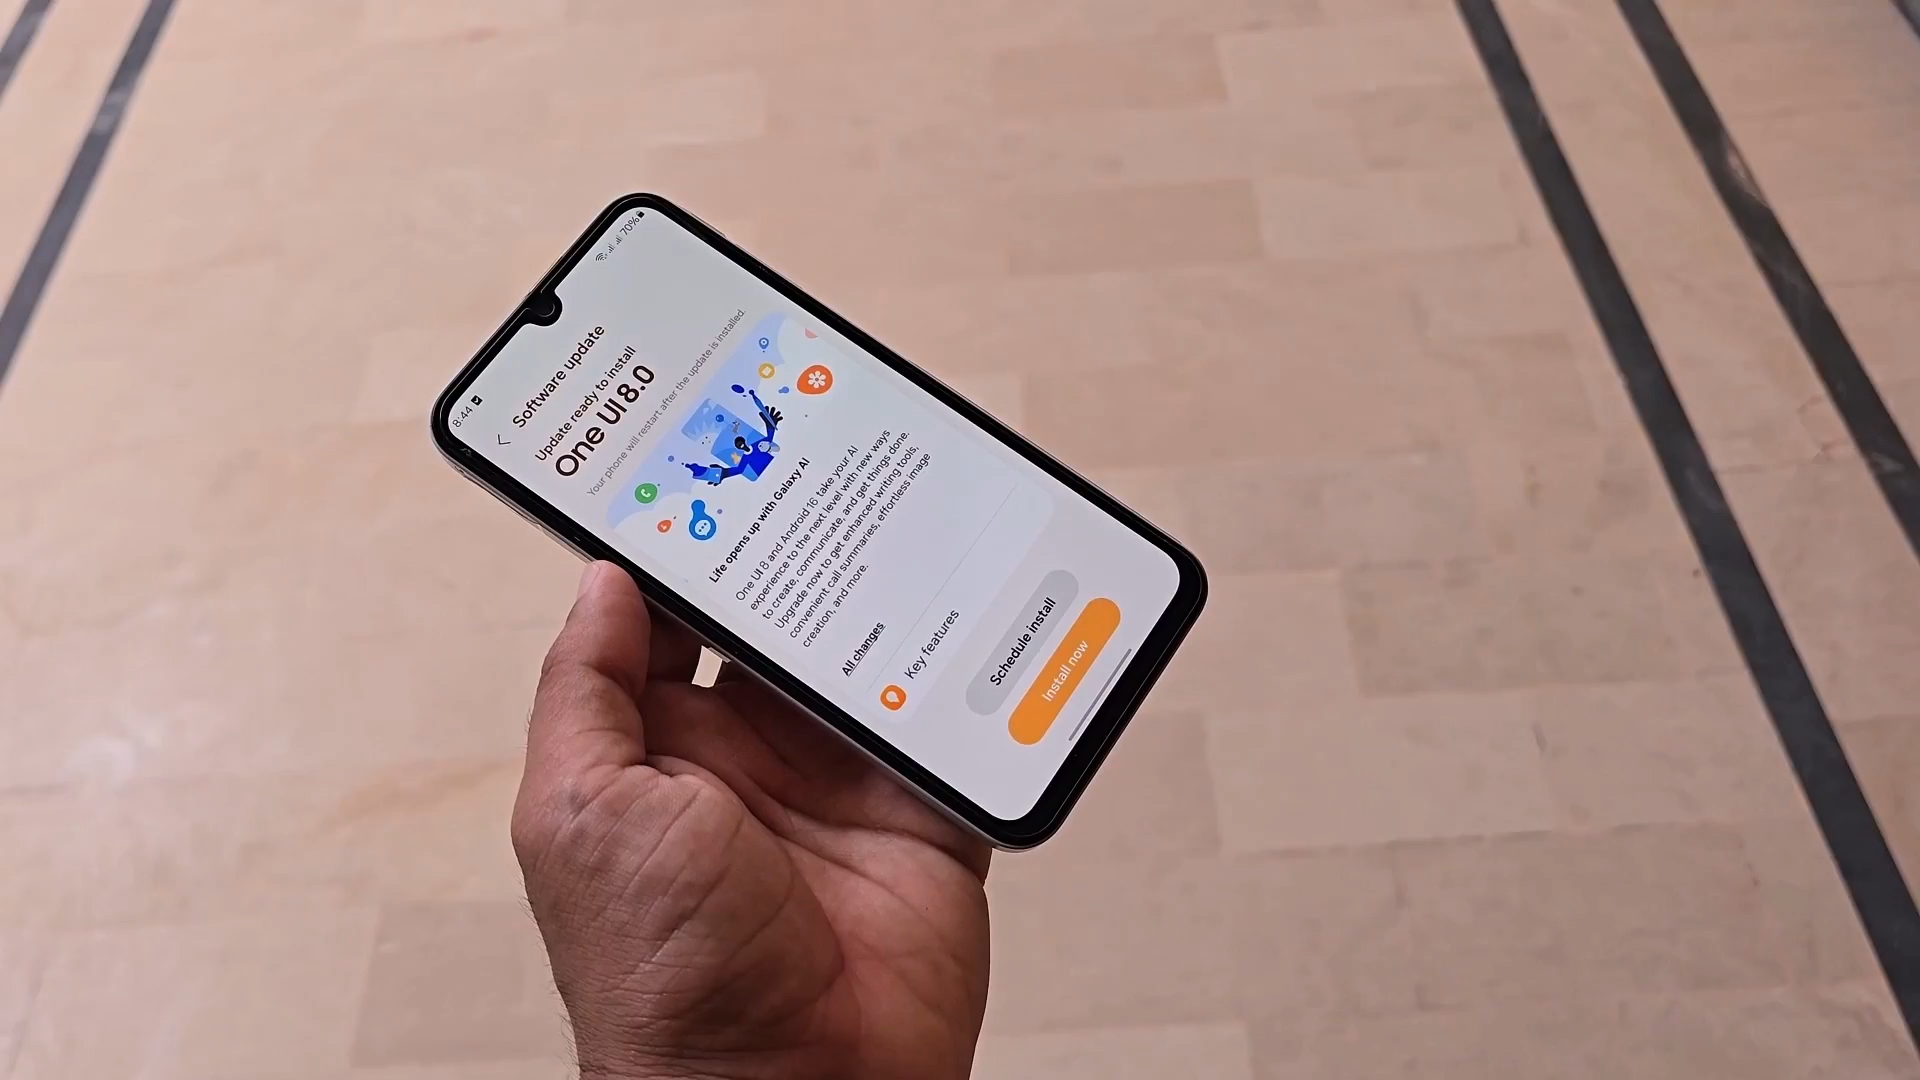 8:44
70%
Software update
Update ready to install
One UI 8.0
Your phone will restart after the update is installed.
Life opens up with Galaxy AI
One UI 8 and Android 16 take your AI
experience to the next level with new ways
to create, communicate, and get things done.
Upgrade now to get enhanced writing tools,
convenient call summaries, effortless image
creation, and more.
All changes
Key features
Schedule install
Install now